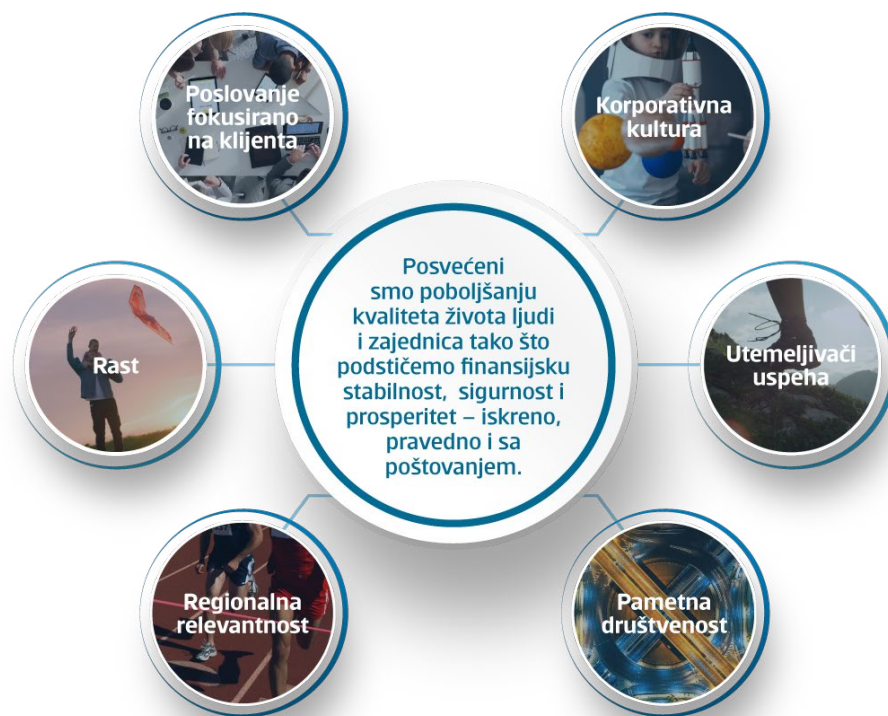 Poslovanje
fokusirano
na klijenta
Korporativna
kultura
Posvećeni
smo poboljšanju
kvaliteta života ljudi
i zajednica tako što
podstičemo finansijsku
stabilnost,  sigurnost i
prosperitet – iskreno,
pravedno i sa
poštovanjem.
Rast
Utemeljivači
uspeha
Regionalna
relevantnost
Pametna
društvenost